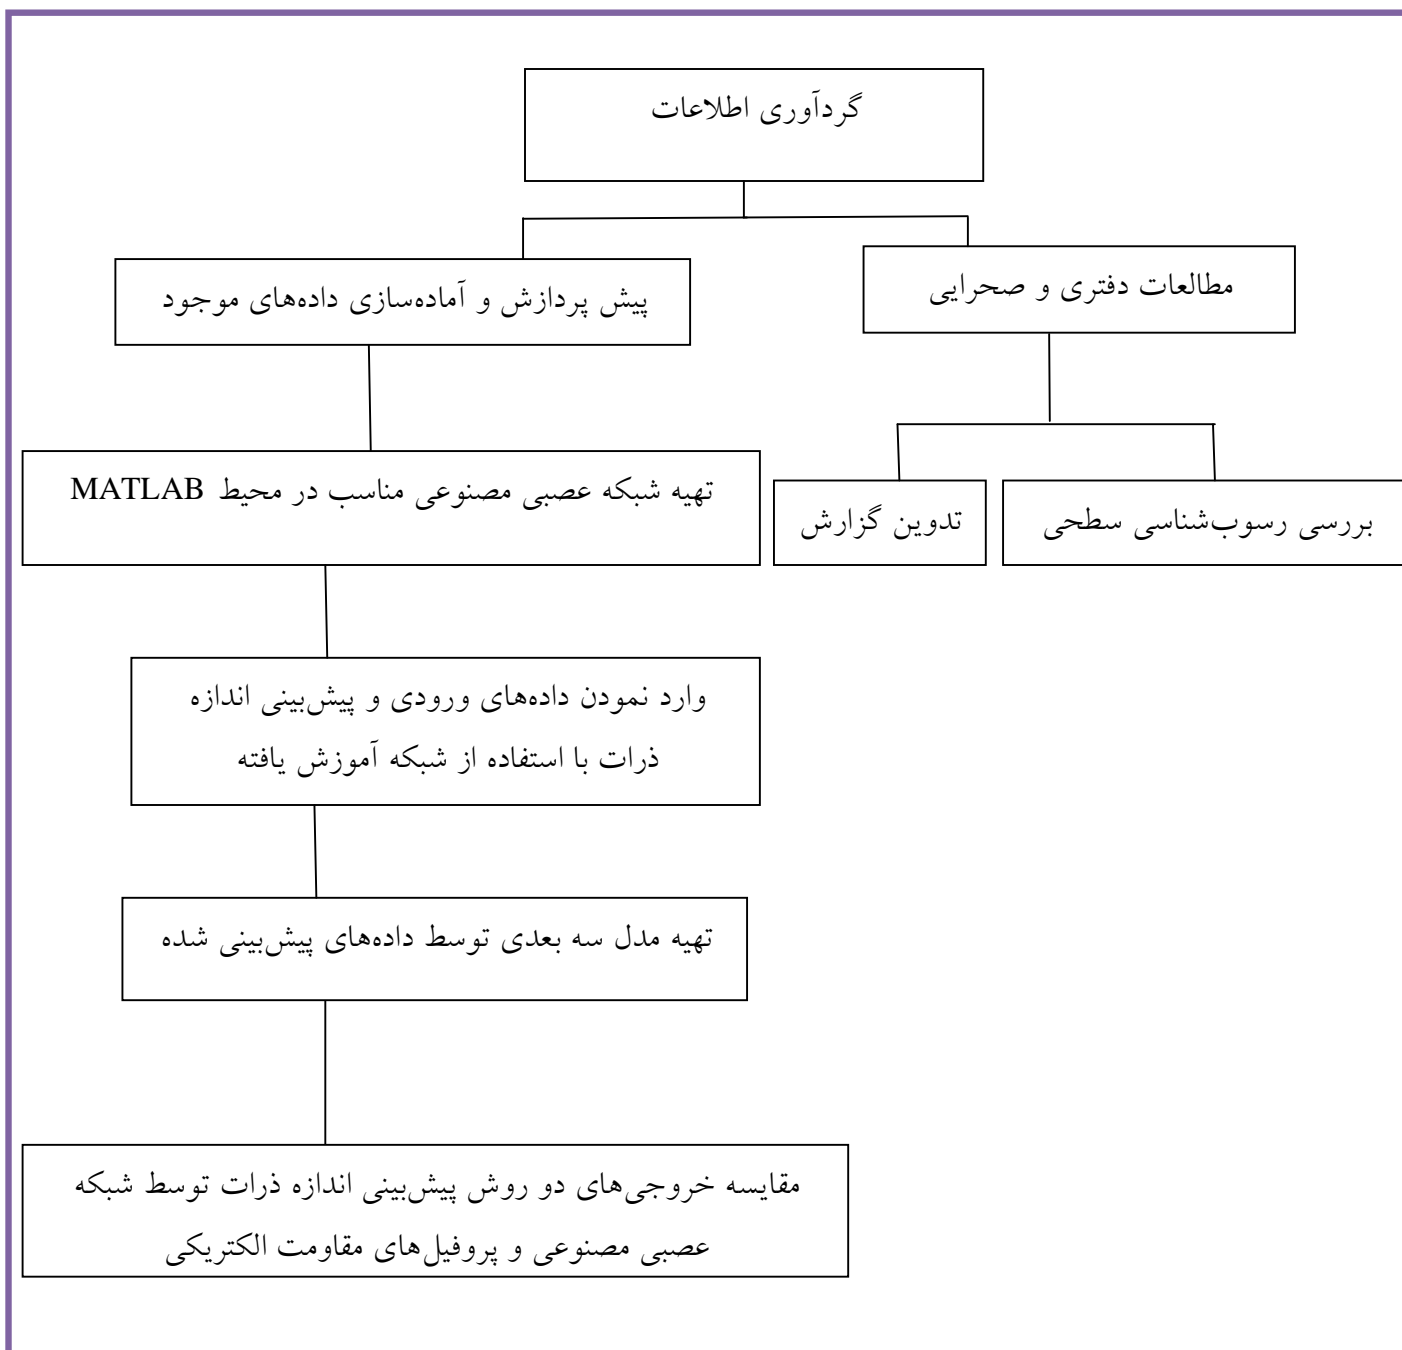 گردآوری اطلاعات
مطالعات دفتری و صحرایی
پیش پردازش و آماده‌سازی داده‌های موجود
بررسی رسوب‌شناسی سطحی
تدوین گزارش
تهیه شبکه عصبی مصنوعی مناسب در محیط MATLAB
وارد نمودن داده‌های ورودی و پیش‌بینی اندازه
ذرات با استفاده از شبکه آموزش یافته
تهیه مدل سه بعدی توسط داده‌های پیش‌بینی شده
مقایسه خروجی‌های دو روش پیش‌بینی اندازه ذرات توسط شبکه
عصبی مصنوعی و پروفیل‌های مقاومت الکتریکی